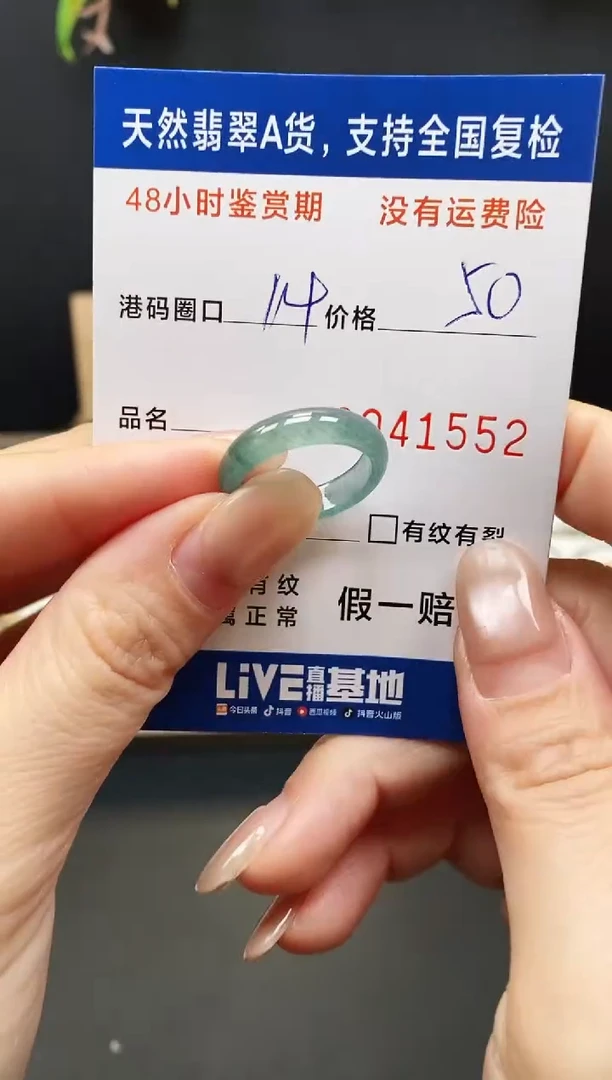 天然翡翠A货，支持全国复检
48小时鉴赏期 没有运费险
港码圈口 14 价格 50
品名 041552
有纹有裂
有纹
属正常 假一赔
LiVE直播基地
今日头条 抖音 西瓜视频 抖音火山版